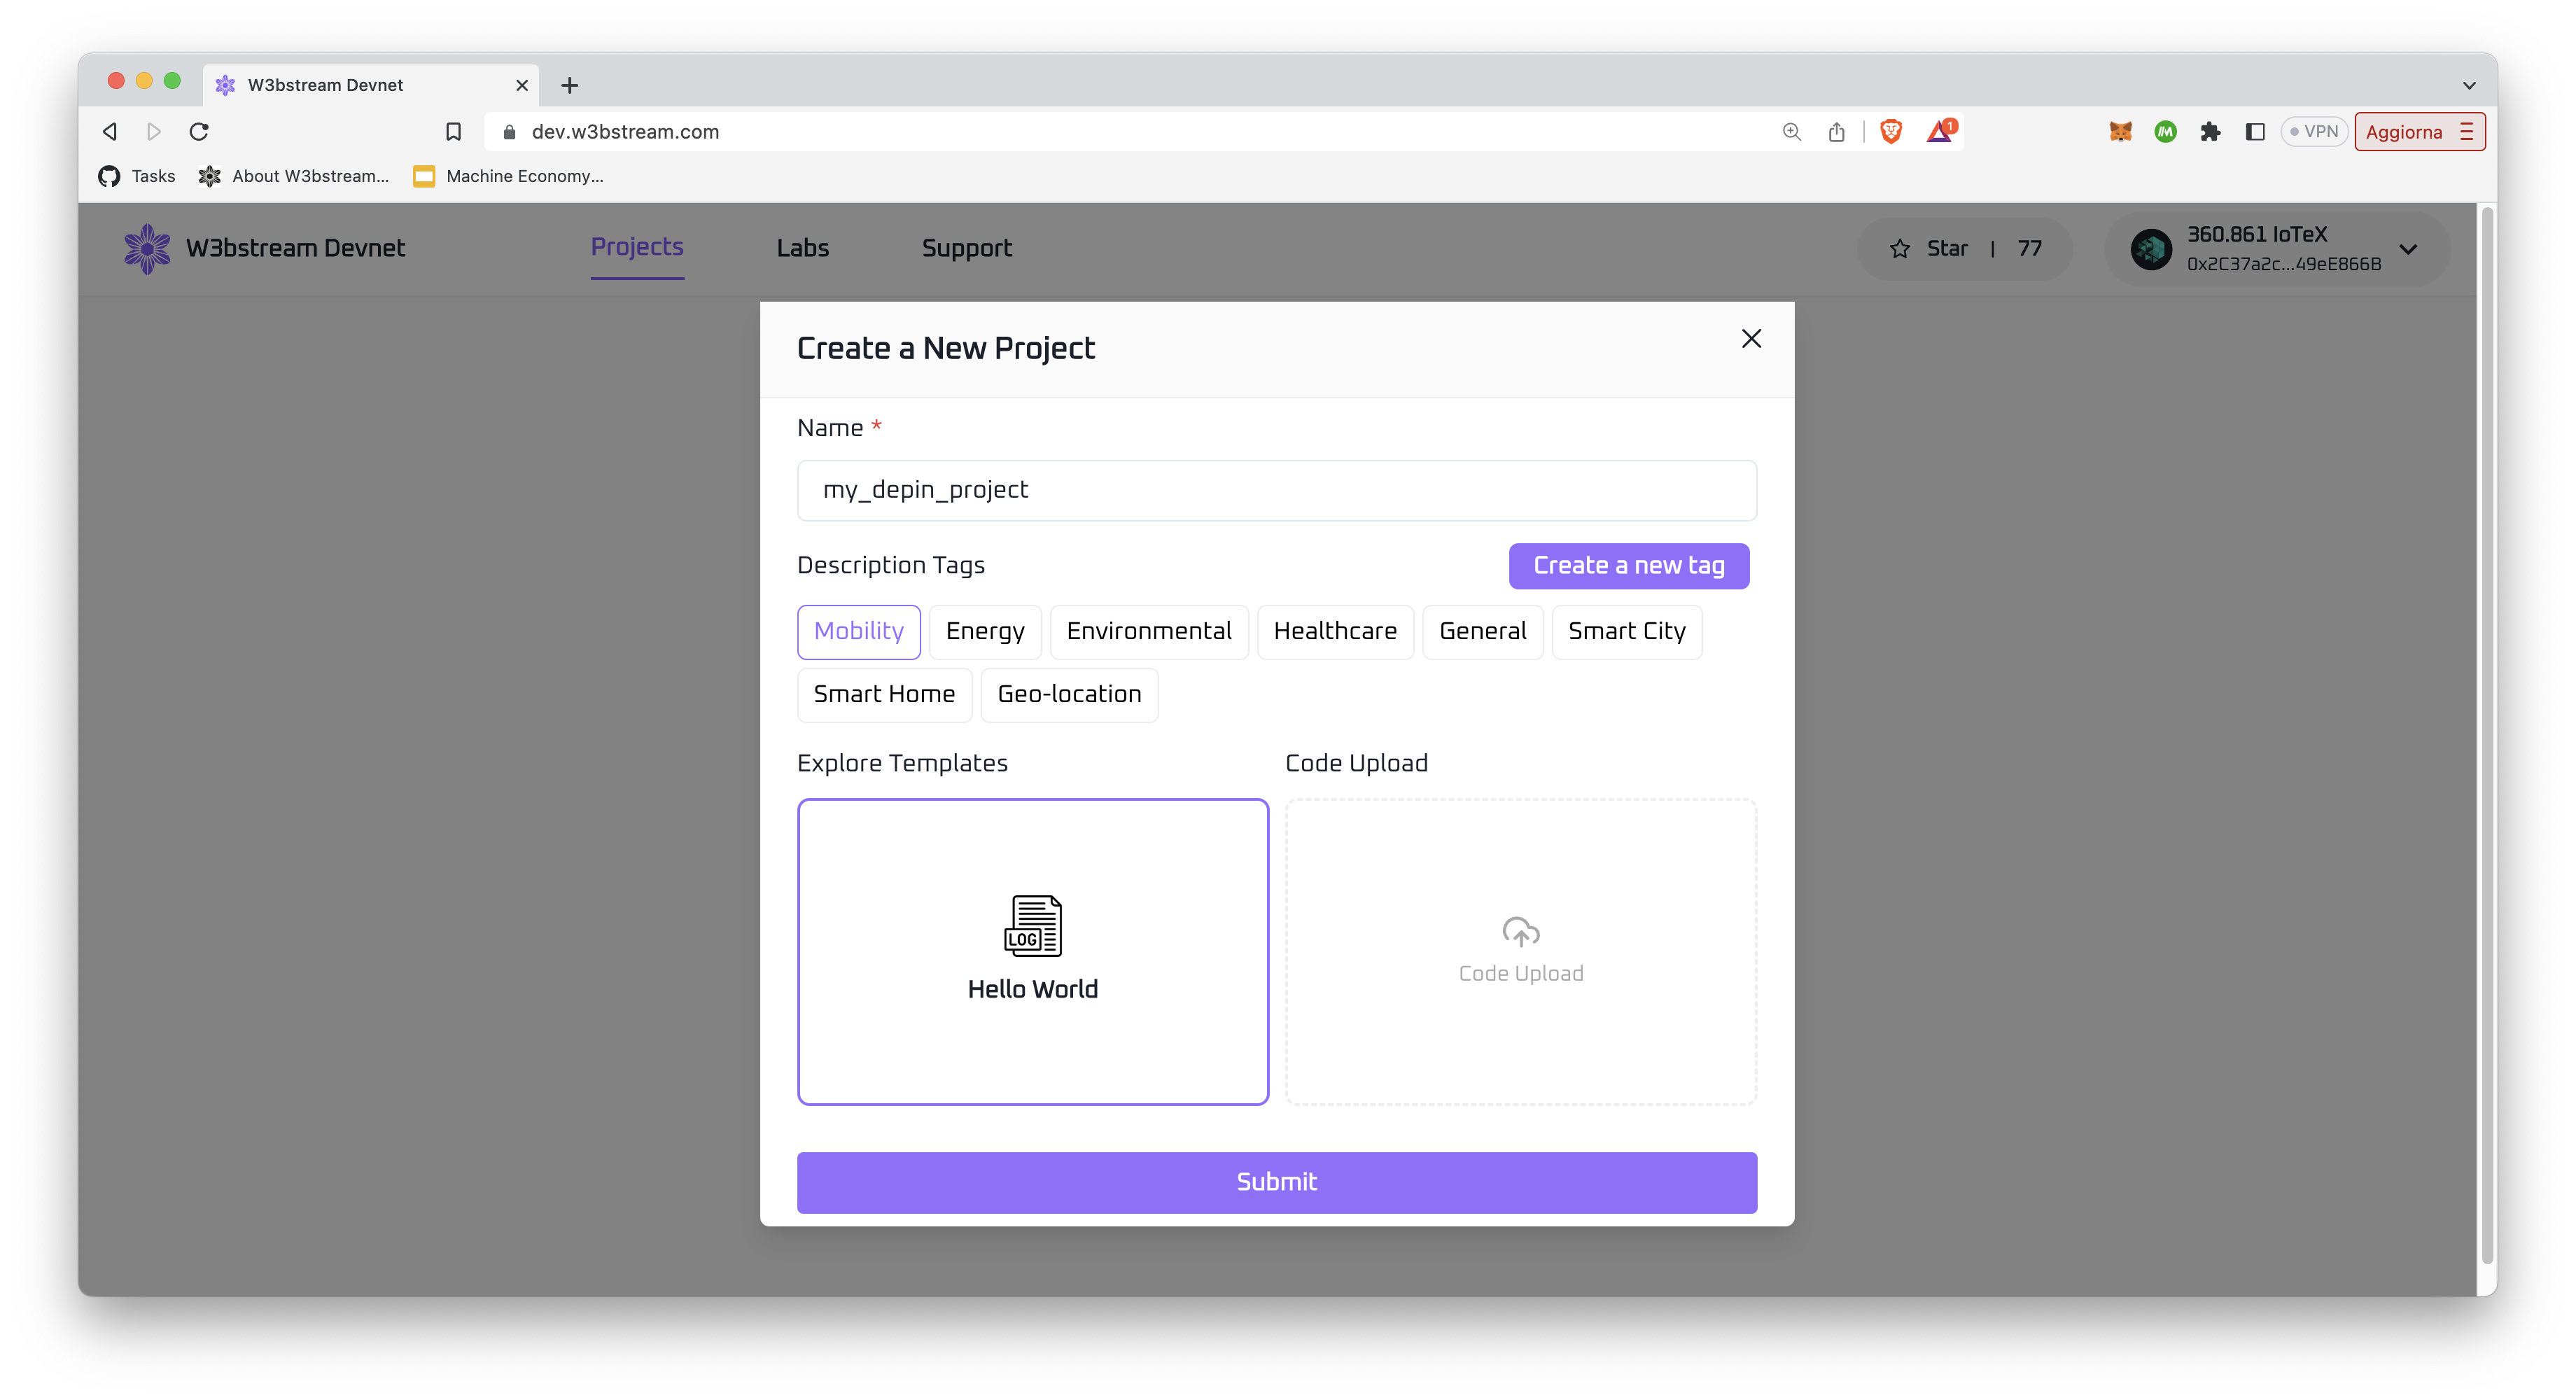 W3bstream Devnet
dev.w3bstream.com
1
VPN
Aggiorna
Tasks
About W3bstream...
Machine Economy...
W3bstream Devnet
Projects
Labs
Support
Star | 77
360.861 IoTeX
0x2C37a2c...49eE866B
Create a New Project
Name *
my_depin_project
Description Tags
Create a new tag
Mobility
Energy
Environmental
Healthcare
General
Smart City
Smart Home
Geo-location
Explore Templates
Code Upload
LOG
Hello World
Code Upload
Submit